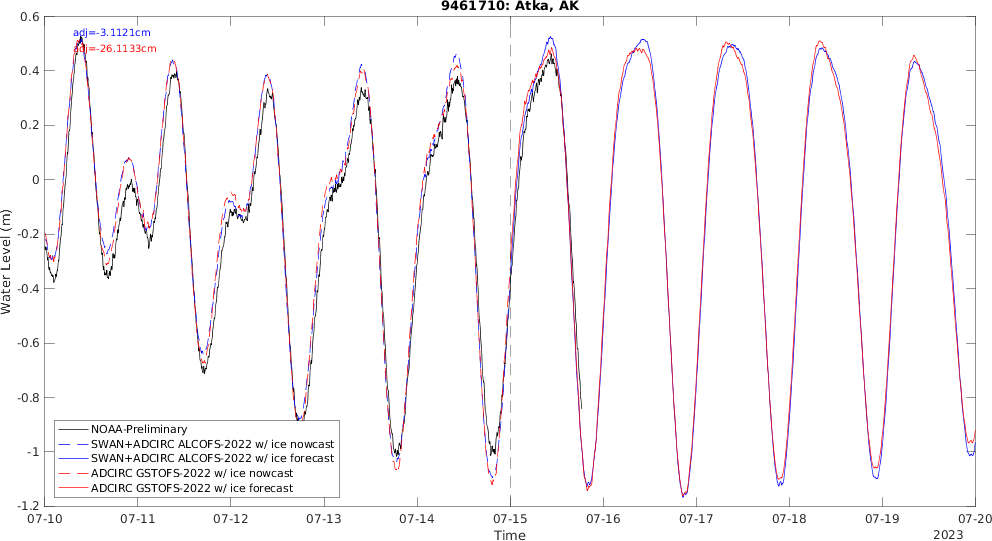 9461710: Atka, AK
adj=-3.1121cm
adj=-26.1133cm
Water Level (m)
0.6
0.4
0.2
0
-0.2
-0.4
-0.6
-0.8
-1
-1.2
NOAA-Preliminary
SWAN+ADCIRC ALCOFS-2022 w/ ice nowcast
SWAN+ADCIRC ALCOFS-2022 w/ ice forecast
ADCIRC GSTOFS-2022 w/ ice nowcast
ADCIRC GSTOFS-2022 w/ ice forecast
07-10 07-11 07-12 07-13 07-14 07-15 07-16 07-17 07-18 07-19 07-20
Time
2023